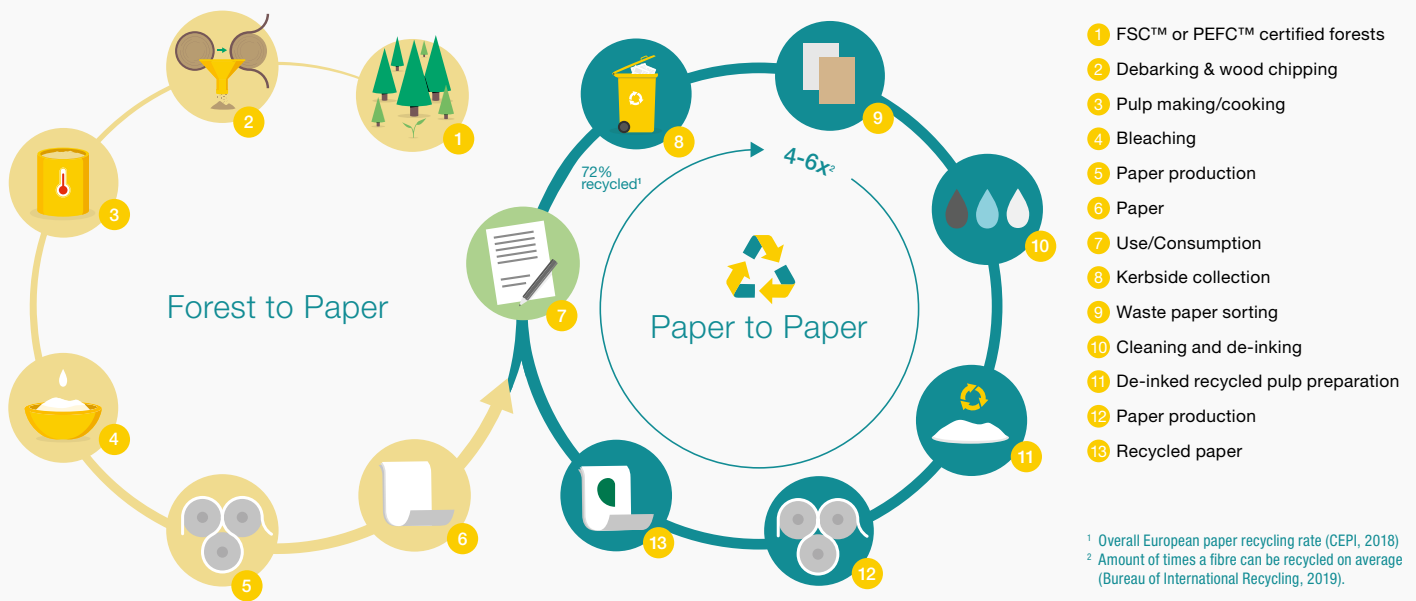 2
1
3
4
5
6
Forest to Paper
7
8
9
10
11
12
13
72%
recycled¹
4-6x²
Paper to Paper
1 FSC™ or PEFC™ certified forests
2 Debarking & wood chipping
3 Pulp making/cooking
4 Bleaching
5 Paper production
6 Paper
7 Use/Consumption
8 Kerbside collection
9 Waste paper sorting
10 Cleaning and de-inking
11 De-inked recycled pulp preparation
12 Paper production
13 Recycled paper
¹ Overall European paper recycling rate (CEPI, 2018)
² Amount of times a fibre can be recycled on average
(Bureau of International Recycling, 2019).